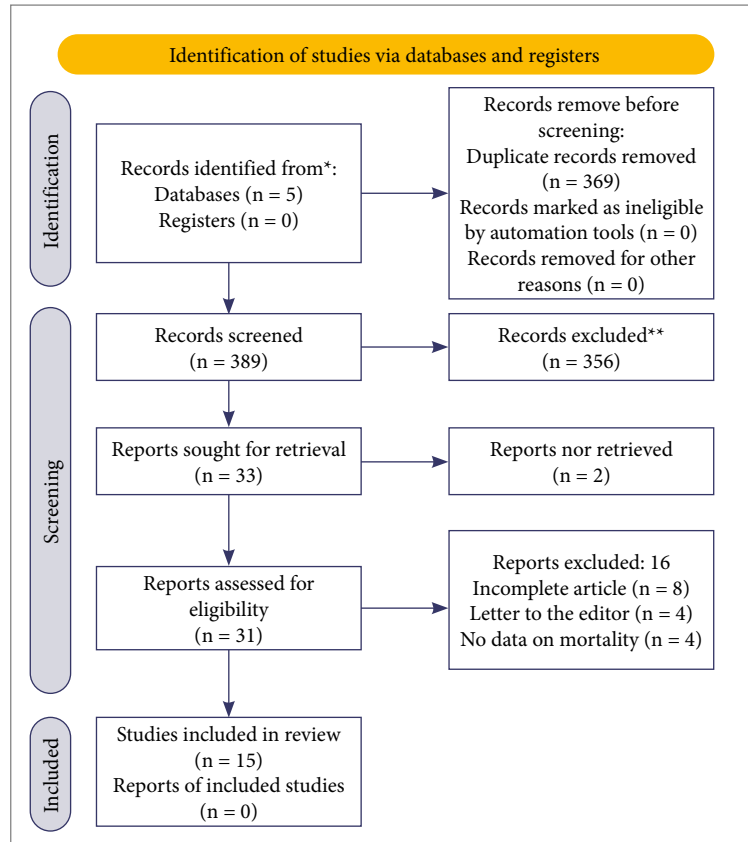 Identification of studies via databases and registers
Identification
Records identified from*:
Databases (n = 5)
Registers (n = 0)
Records remove before
screening:
Duplicate records removed
(n = 369)
Records marked as ineligible
by automation tools (n = 0)
Records removed for other
reasons (n = 0)
Screening
Records screened
(n = 389)
Records excluded**
(n = 356)
Reports sought for retrieval
(n = 33)
Reports nor retrieved
(n = 2)
Reports assessed for
eligibility
(n = 31)
Reports excluded: 16
Incomplete article (n = 8)
Letter to the editor (n = 4)
No data on mortality (n = 4)
Included
Studies included in review
(n = 15)
Reports of included studies
(n = 0)